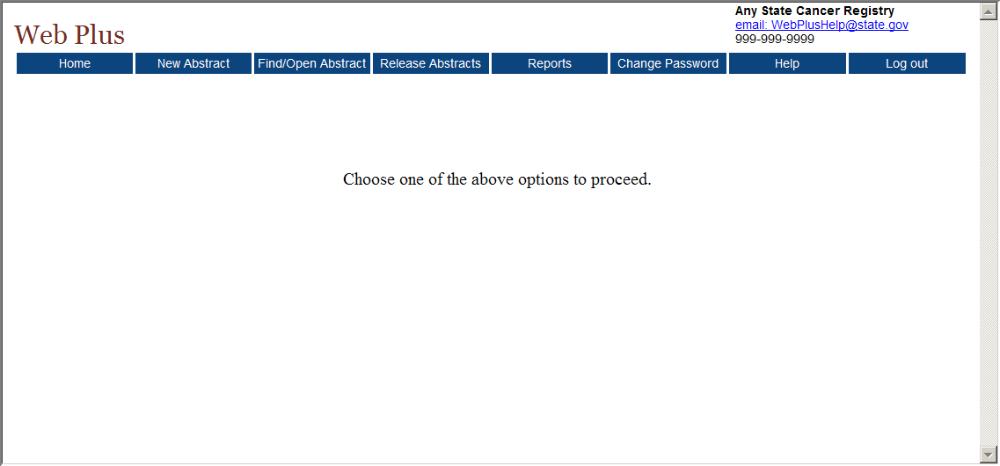 Any State Cancer Registry
Web Plus
email: WebPlusHelp@state.gov
999-999-9999
Home New Abstract Find/Open Abstract Release Abstracts Reports Change Password Help Log out
Choose one of the above options to proceed.